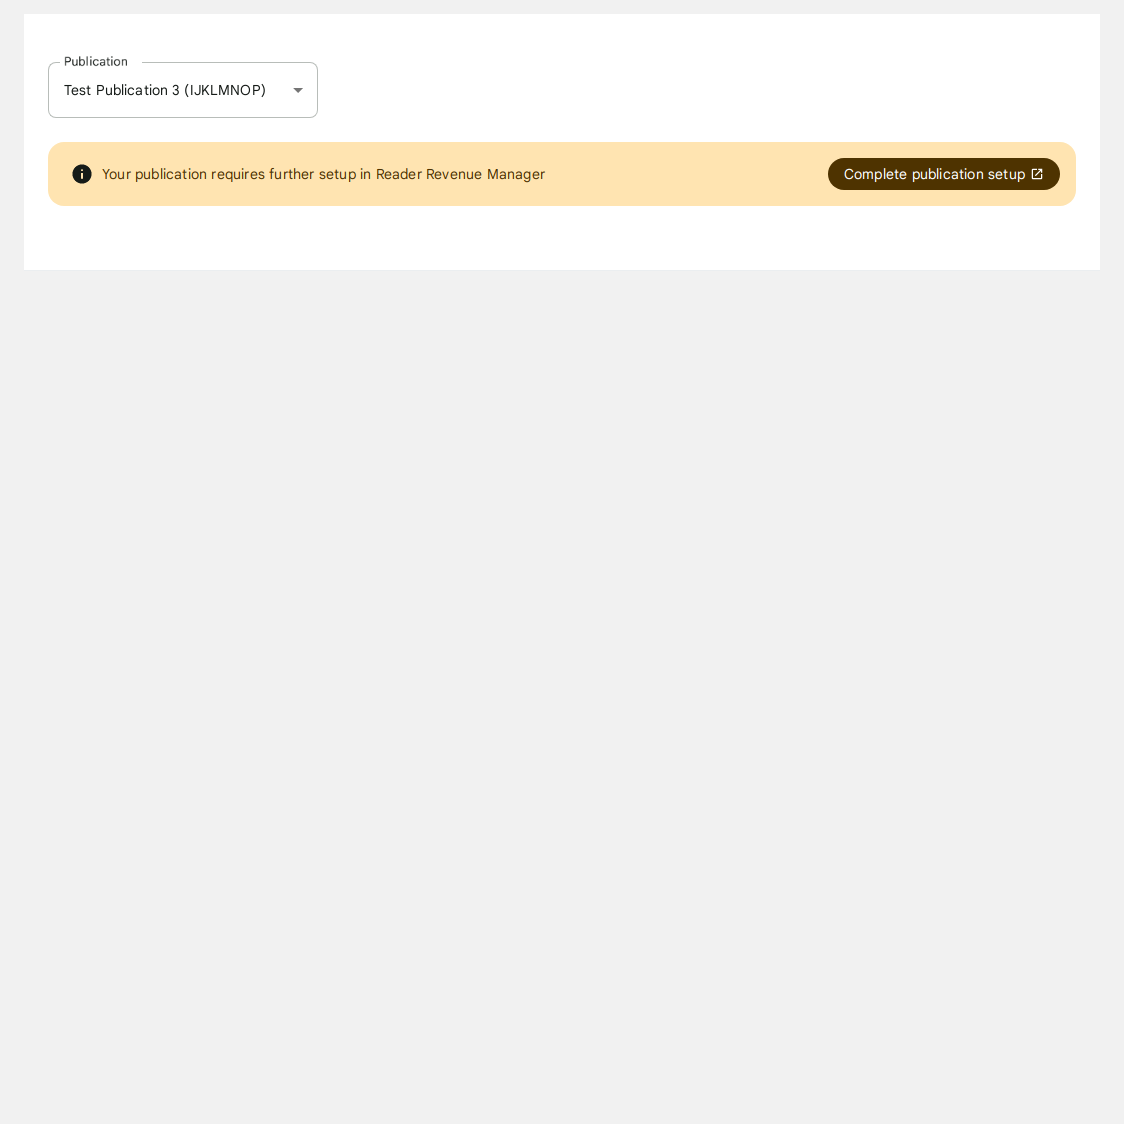 Publication
Test Publication 3 (IJKLMNOP)
Your publication requires further setup in Reader Revenue Manager
Complete publication setup